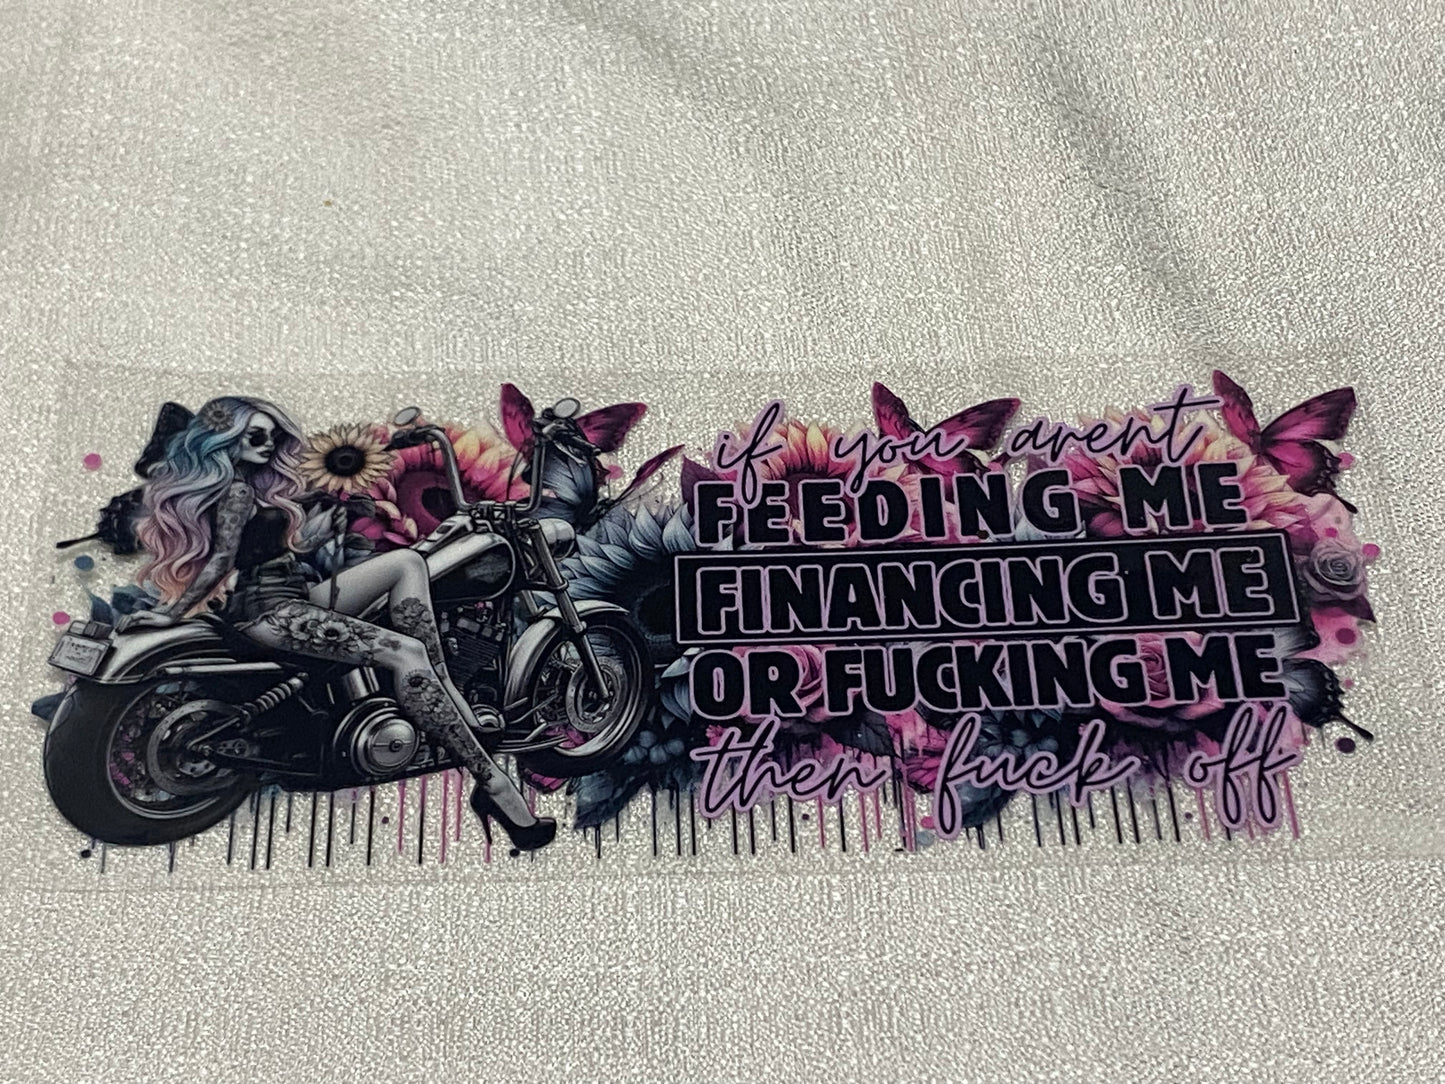 if you arent
FEEDING ME
FINANCING ME
OR FUCKING ME
then fuck off